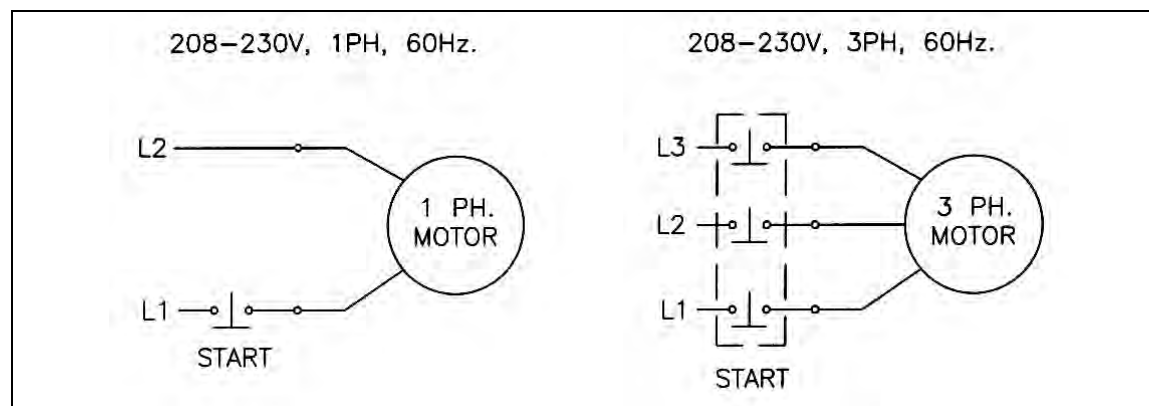 208-230V, 1PH, 60Hz.
L2
1 PH.
MOTOR
L1
START
208-230V, 3PH, 60Hz.
L3
L2
3 PH.
MOTOR
L1
START